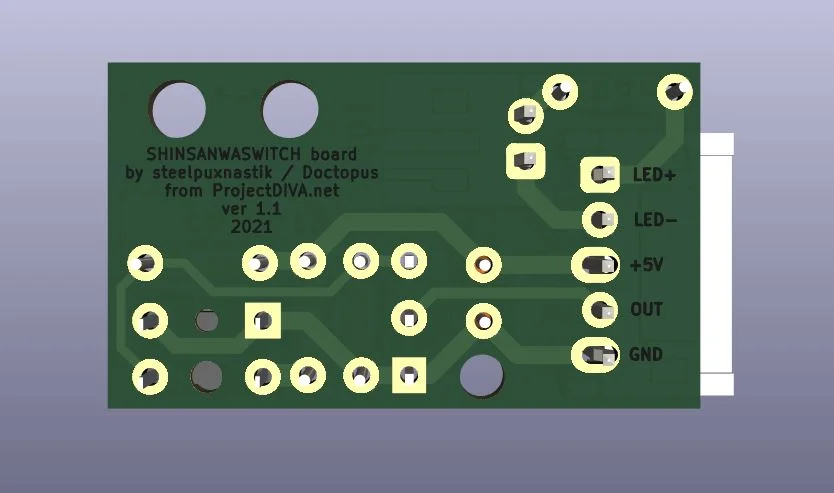 SHINSANWASWITCH board
by steelpuxnastik / Doctopus
from ProjectDIVA.net
ver 1.1
2021
LED+
LED-
+5V
OUT
GND